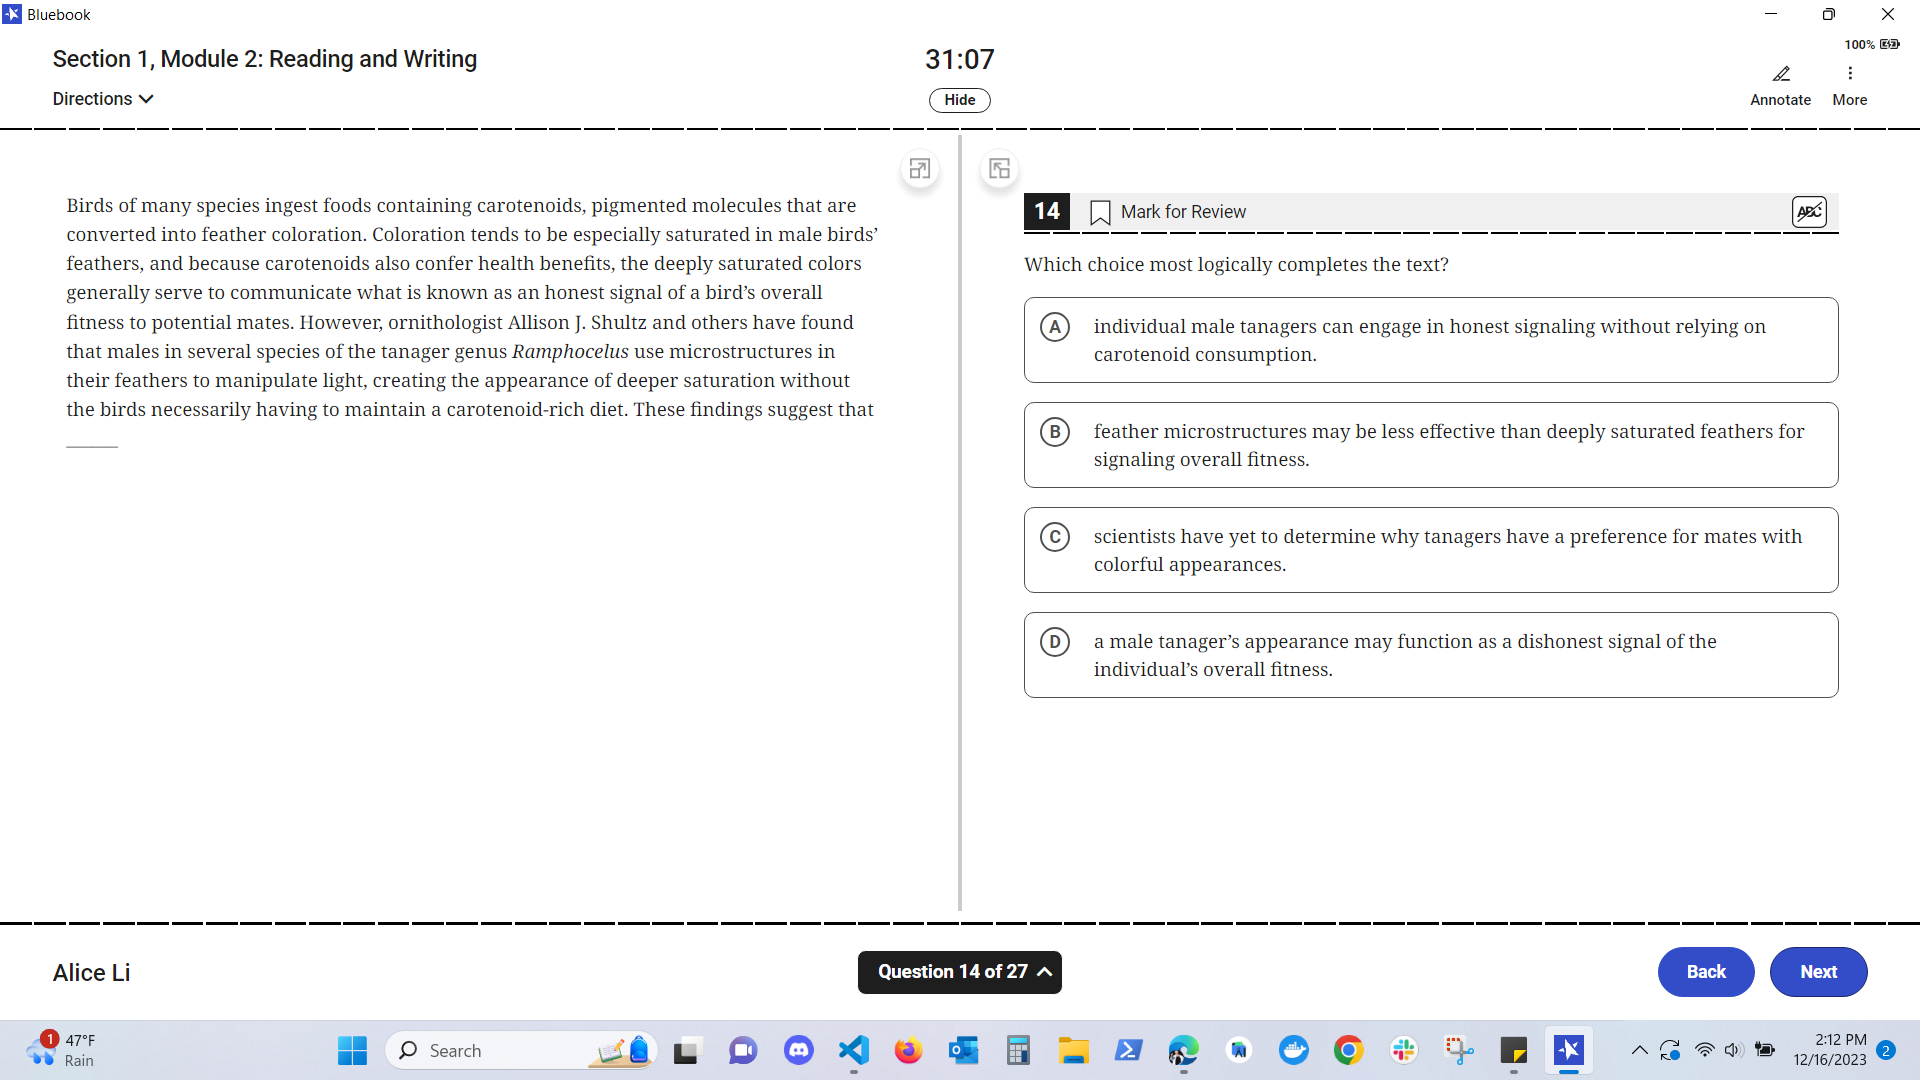 Bluebook
Section 1, Module 2: Reading and Writing
31:07
100%
Directions
Hide
Annotate
More
Birds of many species ingest foods containing carotenoids, pigmented molecules that are
converted into feather coloration. Coloration tends to be especially saturated in male birds’
feathers, and because carotenoids also confer health benefits, the deeply saturated colors
generally serve to communicate what is known as an honest signal of a bird’s overall
fitness to potential mates. However, ornithologist Allison J. Shultz and others have found
that males in several species of the tanager genus Ramphocelus use microstructures in
their feathers to manipulate light, creating the appearance of deeper saturation without
the birds necessarily having to maintain a carotenoid-rich diet. These findings suggest that
______
14
Mark for Review
ABC
Which choice most logically completes the text?
A
individual male tanagers can engage in honest signaling without relying on
carotenoid consumption.
B
feather microstructures may be less effective than deeply saturated feathers for
signaling overall fitness.
C
scientists have yet to determine why tanagers have a preference for mates with
colorful appearances.
D
a male tanager’s appearance may function as a dishonest signal of the
individual’s overall fitness.
Alice Li
Question 14 of 27
Back
Next
1
47°F
Rain
Search
2:12 PM
12/16/2023
2